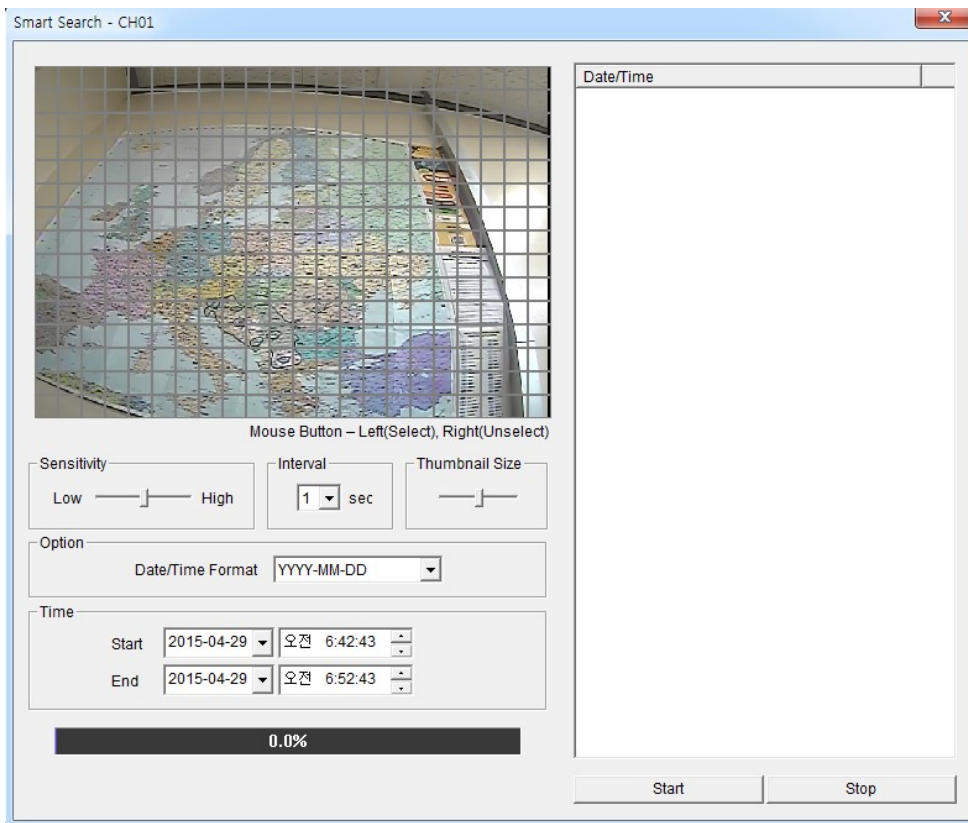 Smart Search - CH01
Date/Time
Mouse Button – Left(Select), Right(Unselect)
Sensitivity
Low
High
Interval
1
sec
Thumbnail Size
Option
Date/Time Format
YYYY-MM-DD
Time
Start
2015-04-29
오전 6:42:43
End
2015-04-29
오전 6:52:43
0.0%
Start
Stop